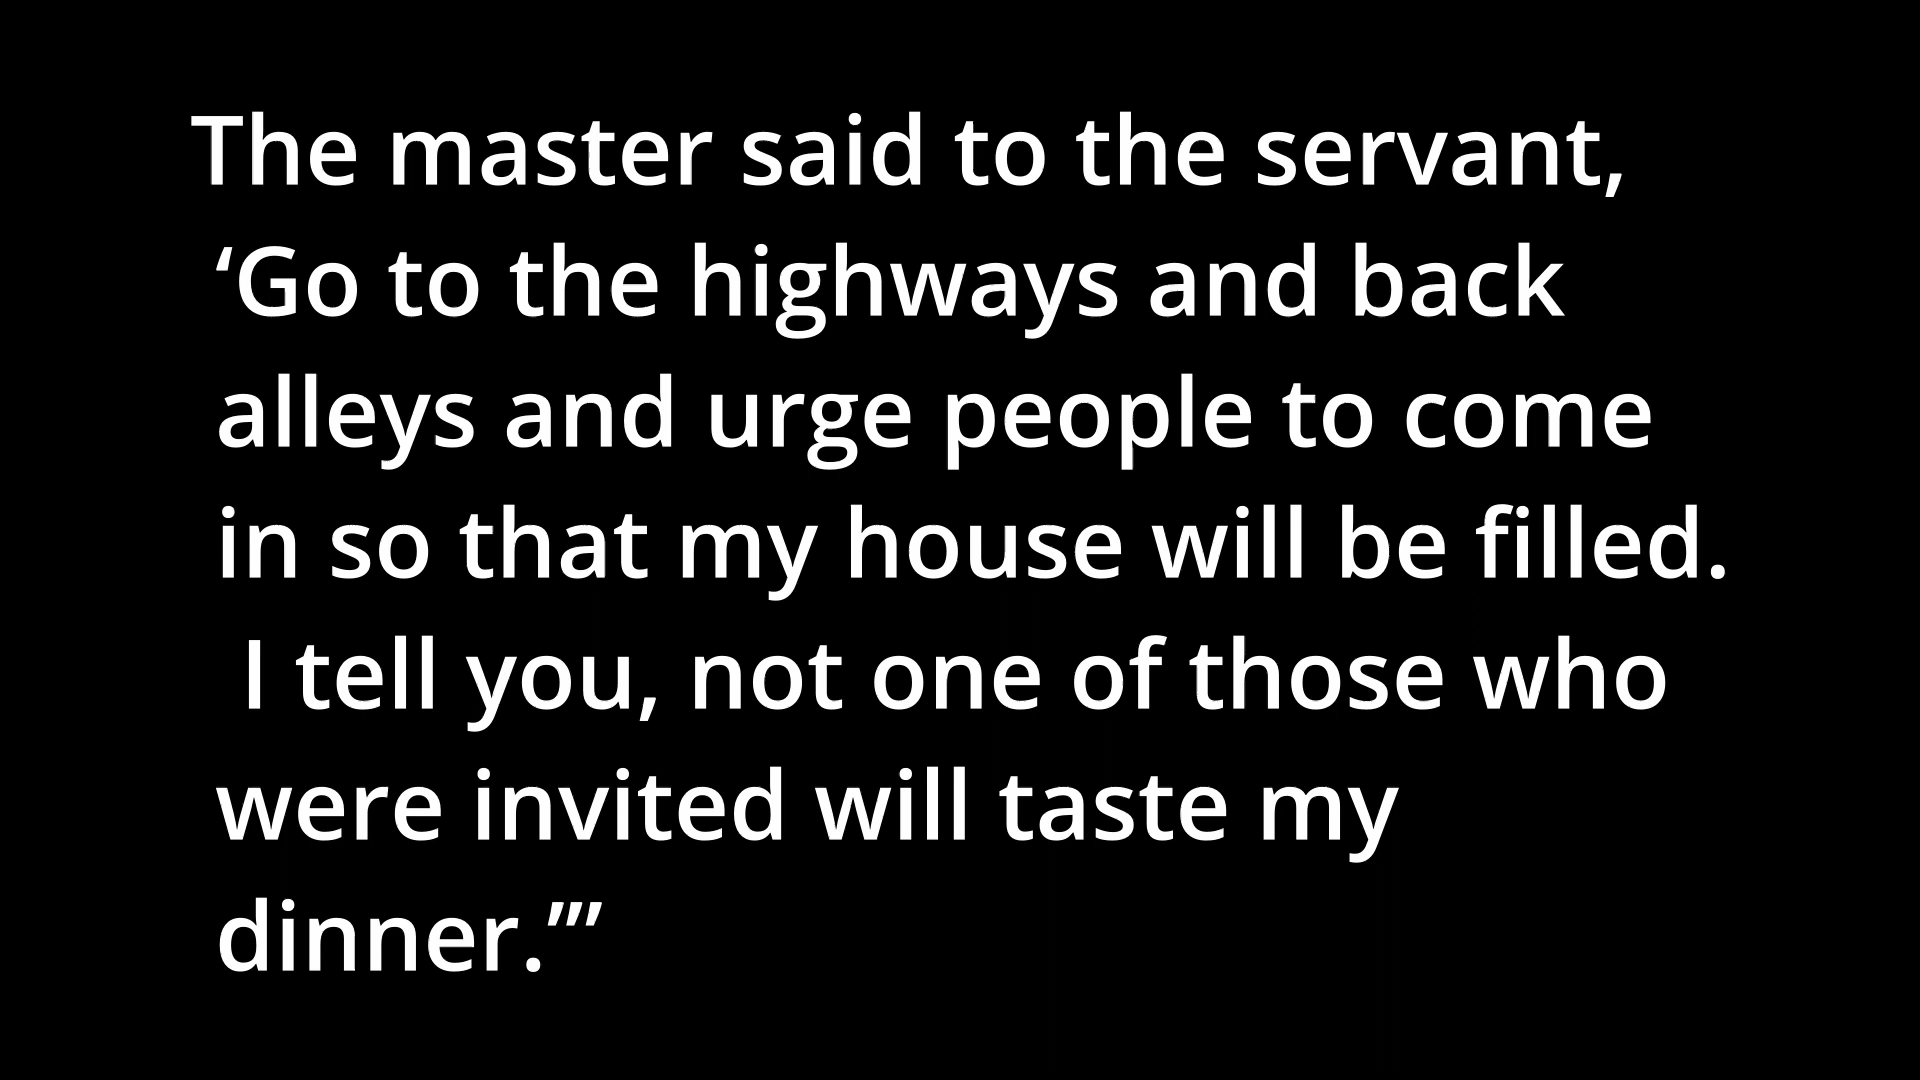 The master said to the servant,
‘Go to the highways and back
alleys and urge people to come
in so that my house will be filled.
I tell you, not one of those who
were invited will taste my
dinner.’”